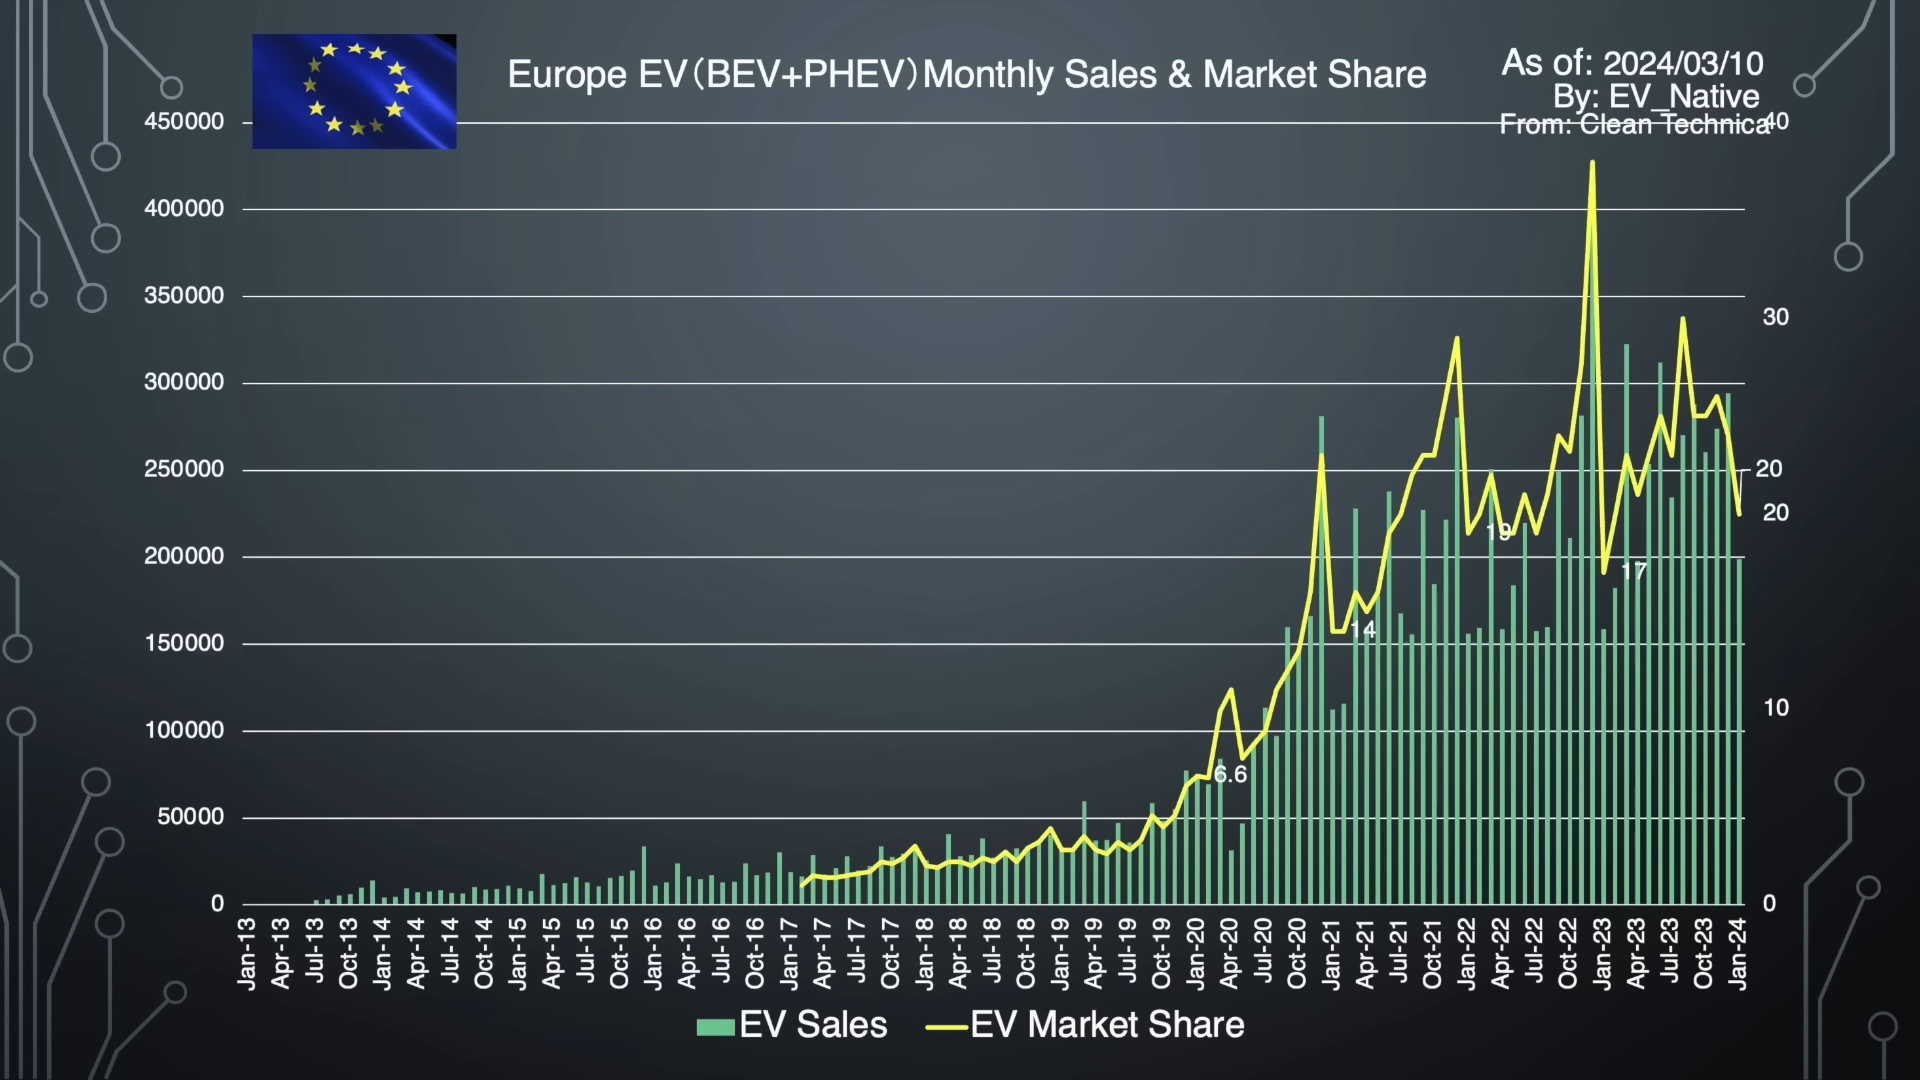 Europe EV(BEV+PHEV)Monthly Sales & Market Share
As of: 2024/03/10
By: EV_Native
From: Clean Technica
450000
400000
350000
300000
250000
200000
150000
100000
50000
0
40
30
20
20
10
0
6.6
14
19
17
Jan-13
Apr-13
Jul-13
Oct-13
Jan-14
Apr-14
Jul-14
Oct-14
Jan-15
Apr-15
Jul-15
Oct-15
Jan-16
Apr-16
Jul-16
Oct-16
Jan-17
Apr-17
Jul-17
Oct-17
Jan-18
Apr-18
Jul-18
Oct-18
Jan-19
Apr-19
Jul-19
Oct-19
Jan-20
Apr-20
Jul-20
Oct-20
Jan-21
Apr-21
Jul-21
Oct-21
Jan-22
Apr-22
Jul-22
Oct-22
Jan-23
Apr-23
Jul-23
Oct-23
Jan-24
EV Sales
EV Market Share